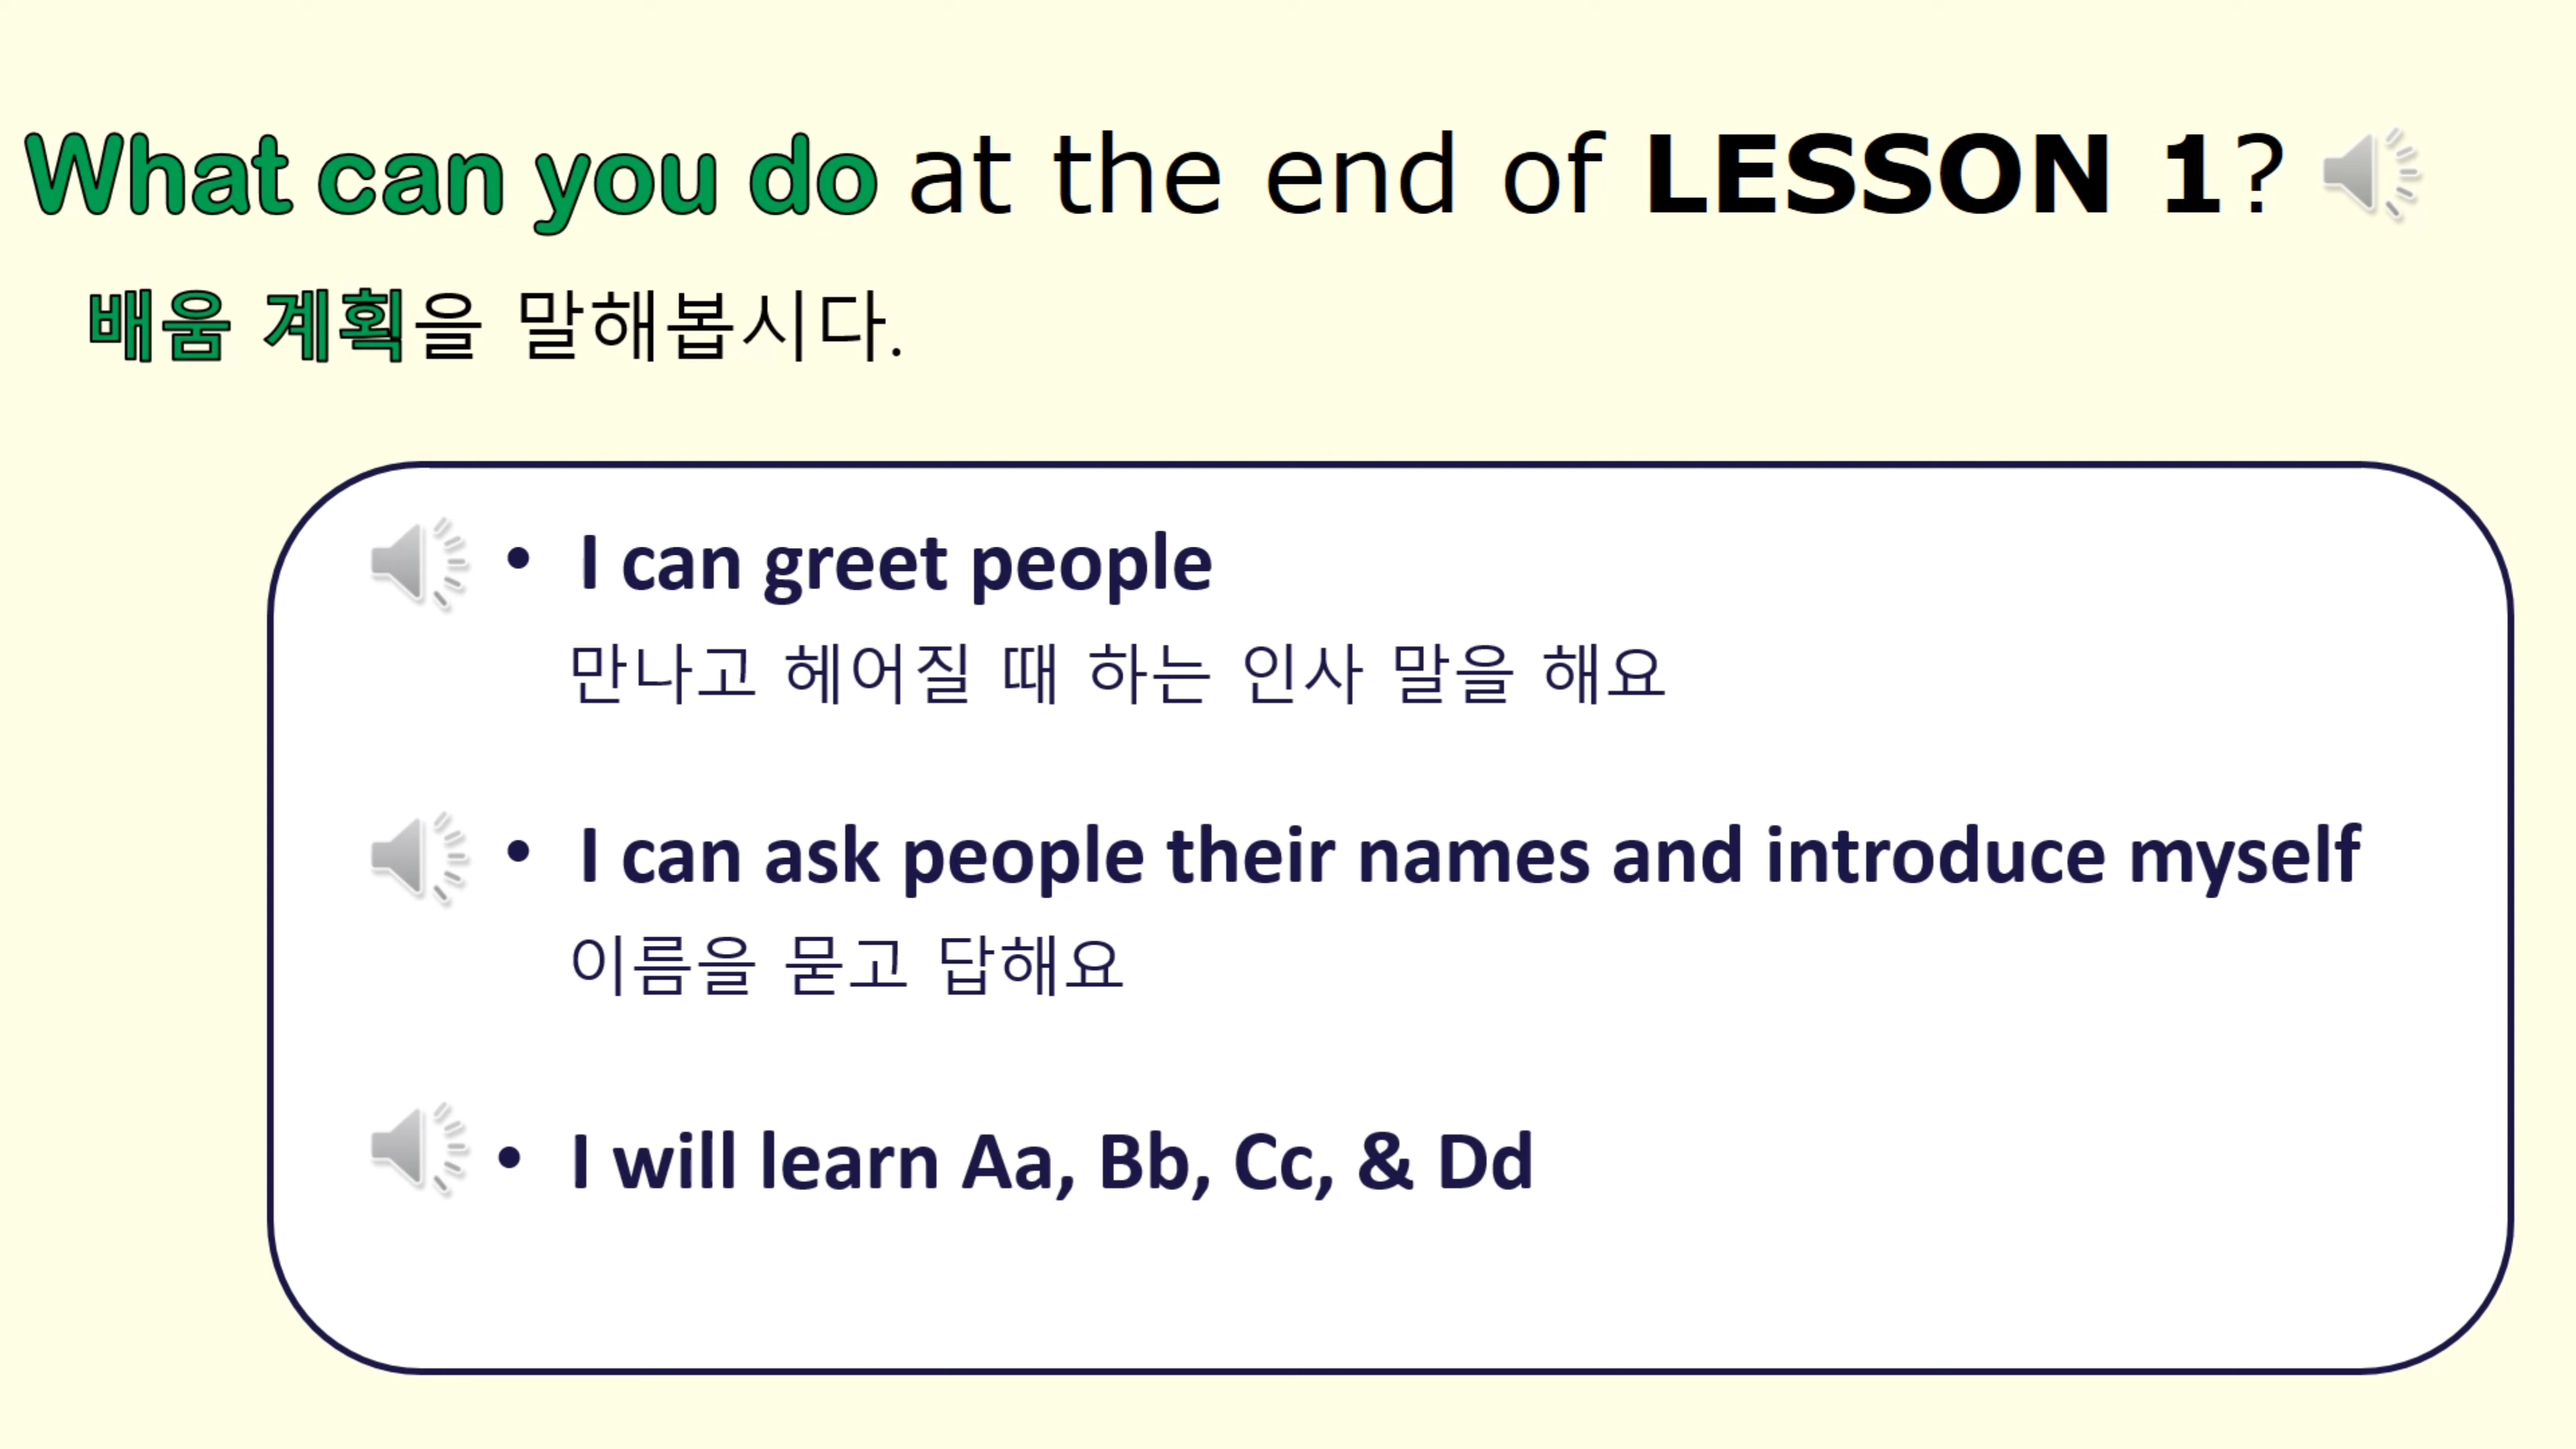 What can you do at the end of LESSON 1?
배움 계획을 말해봅시다.
• I can greet people
만나고 헤어질 때 하는 인사 말을 해요
• I can ask people their names and introduce myself
이름을 묻고 답해요
• I will learn Aa, Bb, Cc, & Dd